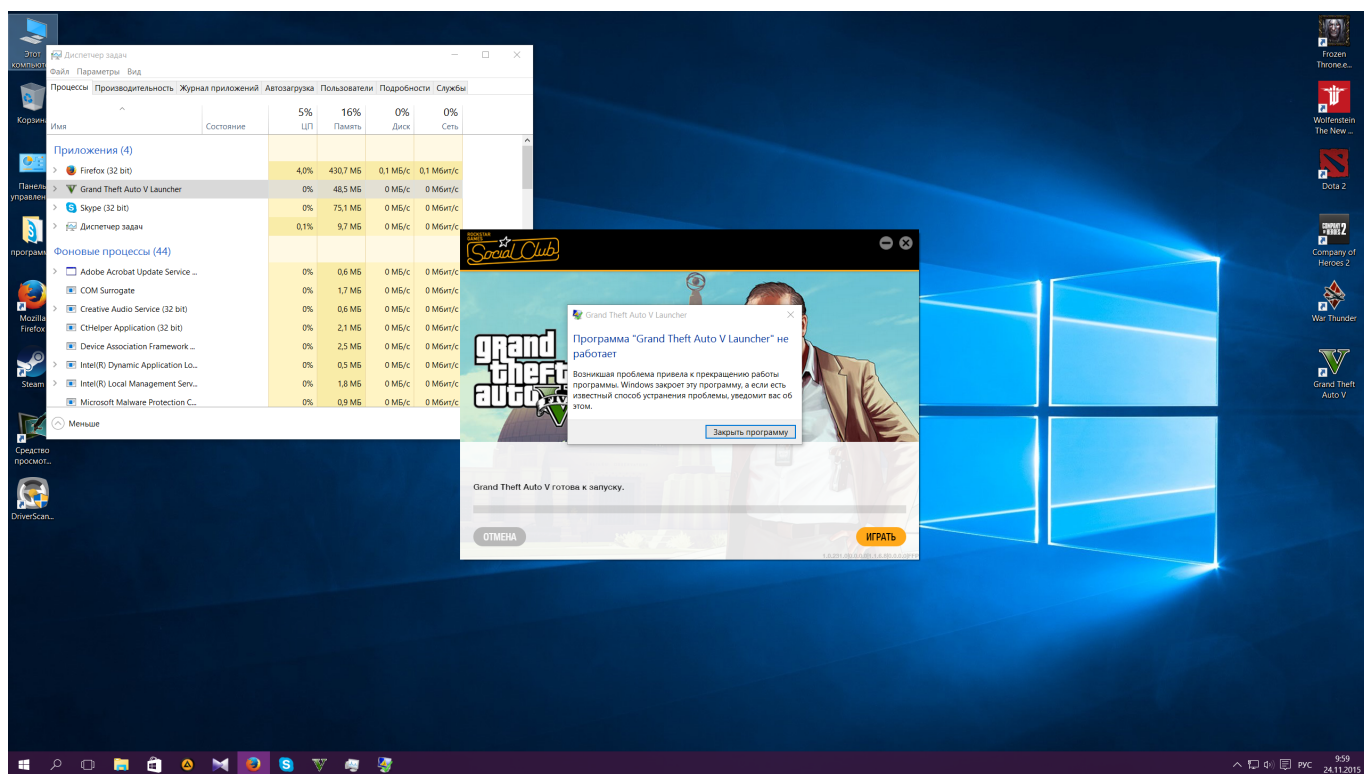 Этот
компьют
Корзин
Панель
управлен
програм
Mozilla
Firefox
Steam
Средство
просмот...
DriverScan...
Диспетчер задач
Файл Параметры Вид
Процессы Производительность Журнал приложений Автозагрузка Пользователи Подробности Службы
5% 16% 0% 0%
Имя Состояние ЦП Память Диск Сеть
Приложения (4)
Firefox (32 bit) 4,0% 430,7 МБ 0,1 МБ/с 0,1 Мбит/с
Grand Theft Auto V Launcher 0% 48,5 МБ 0 МБ/с 0 Мбит/с
Skype (32 bit) 0% 75,1 МБ 0 МБ/с 0 Мбит/с
Диспетчер задач 0,1% 9,7 МБ 0 МБ/с 0 Мбит/с
Фоновые процессы (44)
Adobe Acrobat Update Service ... 0% 0,6 МБ 0 МБ/с 0 Мбит/с
COM Surrogate 0% 1,7 МБ 0 МБ/с 0 Мбит/с
Creative Audio Service (32 bit) 0% 0,6 МБ 0 МБ/с 0 Мбит/с
CtHelper Application (32 bit) 0% 2,1 МБ 0 МБ/с 0 Мбит/с
Device Association Framework ... 0% 2,5 МБ 0 МБ/с 0 Мбит/с
Intel(R) Dynamic Application Lo... 0% 0,5 МБ 0 МБ/с 0 Мбит/с
Intel(R) Local Management Serv... 0% 1,8 МБ 0 МБ/с 0 Мбит/с
Microsoft Malware Protection C... 0% 0,9 МБ 0 МБ/с 0 Мбит/с
Меньше
ROCKSTAR
GAMES
Social Club
grand
theft
auto
FIV
Grand Theft Auto V Launcher
Программа "Grand Theft Auto V Launcher" не
работает
Возникшая проблема привела к прекращению работы
программы. Windows закроет эту программу, а если есть
известный способ устранения проблемы, уведомит вас об
этом.
Закрыть программу
Grand Theft Auto V готова к запуску.
ОТМЕНА
ИГРАТЬ
Frozen
Throne.e...
Wolfenstein
The New ...
Dota 2
COMPANY
HEROES 2
Company of
Heroes 2
War Thunder
Grand Theft
Auto V
РУС
9:59
24.11.2015